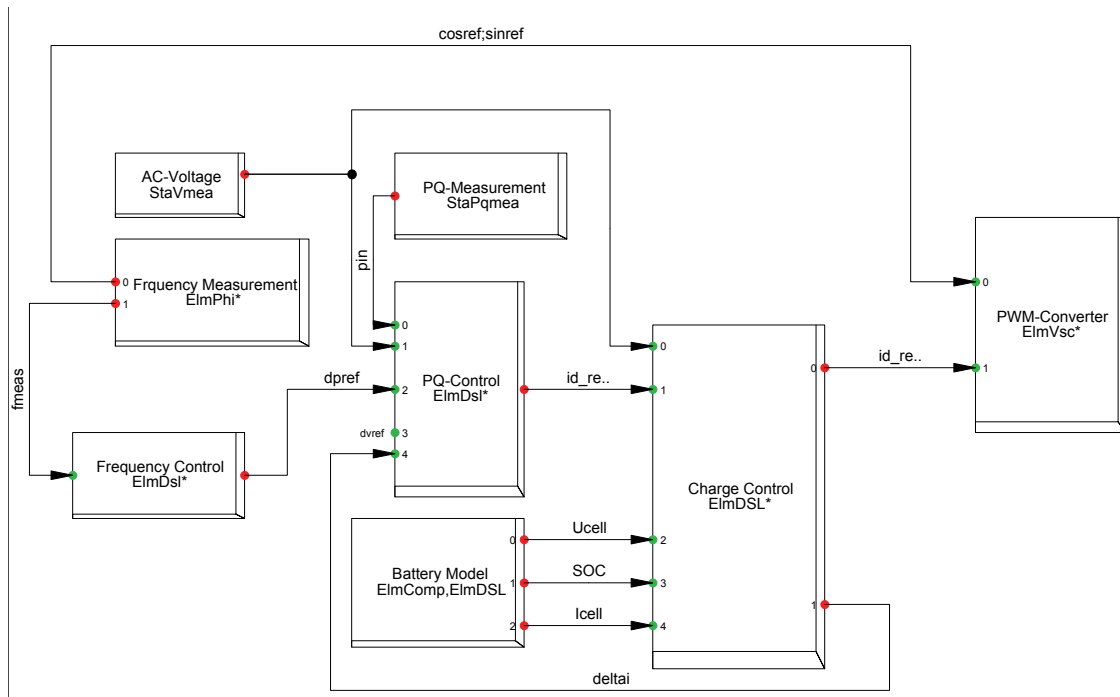 cosref;sinref
AC-Voltage
StaVmea
PQ-Measurement
StaPqmea
pin
Frquency Measurement
ElmPhi*
0
1
fmeas
0
1
2
3
4
dvref
PQ-Control
ElmDsl*
dpref
id_re..
Frequency Control
ElmDsl*
0
1
2
3
4
Charge Control
ElmDSL*
0
1
id_re..
0
1
PWM-Converter
ElmVsc*
Battery Model
ElmComp,ElmDSL
0
1
2
Ucell
SOC
Icell
deltai